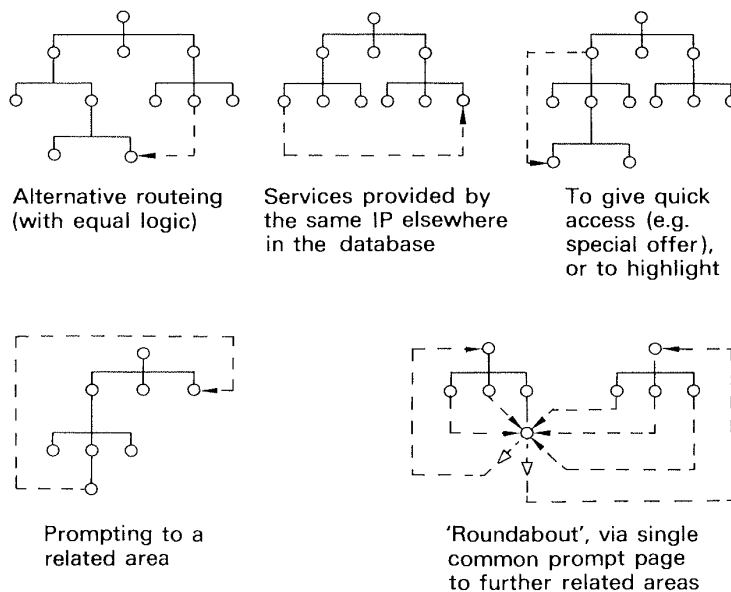 Alternative routeing
(with equal logic)
Services provided by
the same IP elsewhere
in the database
To give quick
access (e.g.
special offer),
or to highlight
Prompting to a
related area
'Roundabout', via single
common prompt page
to further related areas